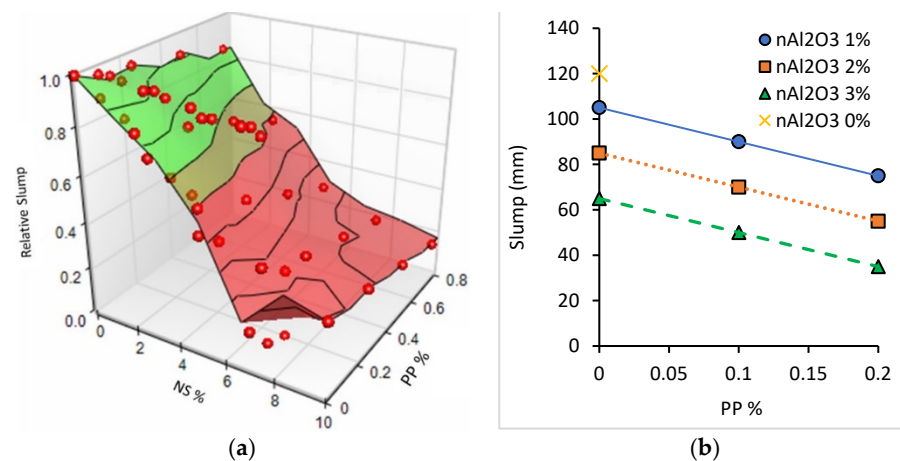 1.0
0.8
0.6
0.4
0.2
0.0
Relative Slump
0
2
4
6
8
10
NS %
0
0.2
0.4
0.6
0.8
PP %
(a)
140
120
100
80
60
40
20
0
Slump (mm)
nAl2O3 1%
nAl2O3 2%
nAl2O3 3%
nAl2O3 0%
0 0.05 0.1 0.15 0.2
PP %
(b)